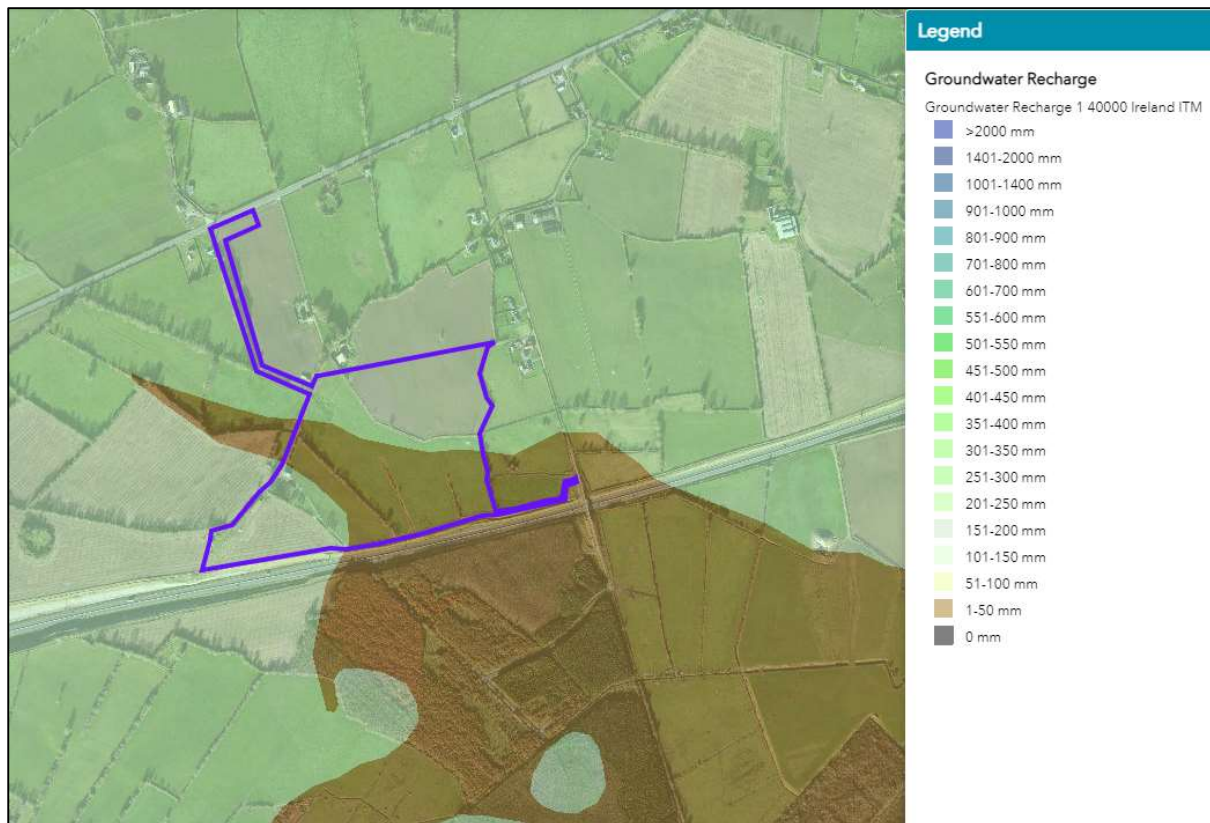 Legend
Groundwater Recharge
Groundwater Recharge 1 40000 Ireland ITM
>2000 mm
1401-2000 mm
1001-1400 mm
901-1000 mm
801-900 mm
701-800 mm
601-700 mm
551-600 mm
501-550 mm
451-500 mm
401-450 mm
351-400 mm
301-350 mm
251-300 mm
201-250 mm
151-200 mm
101-150 mm
51-100 mm
1-50 mm
0 mm